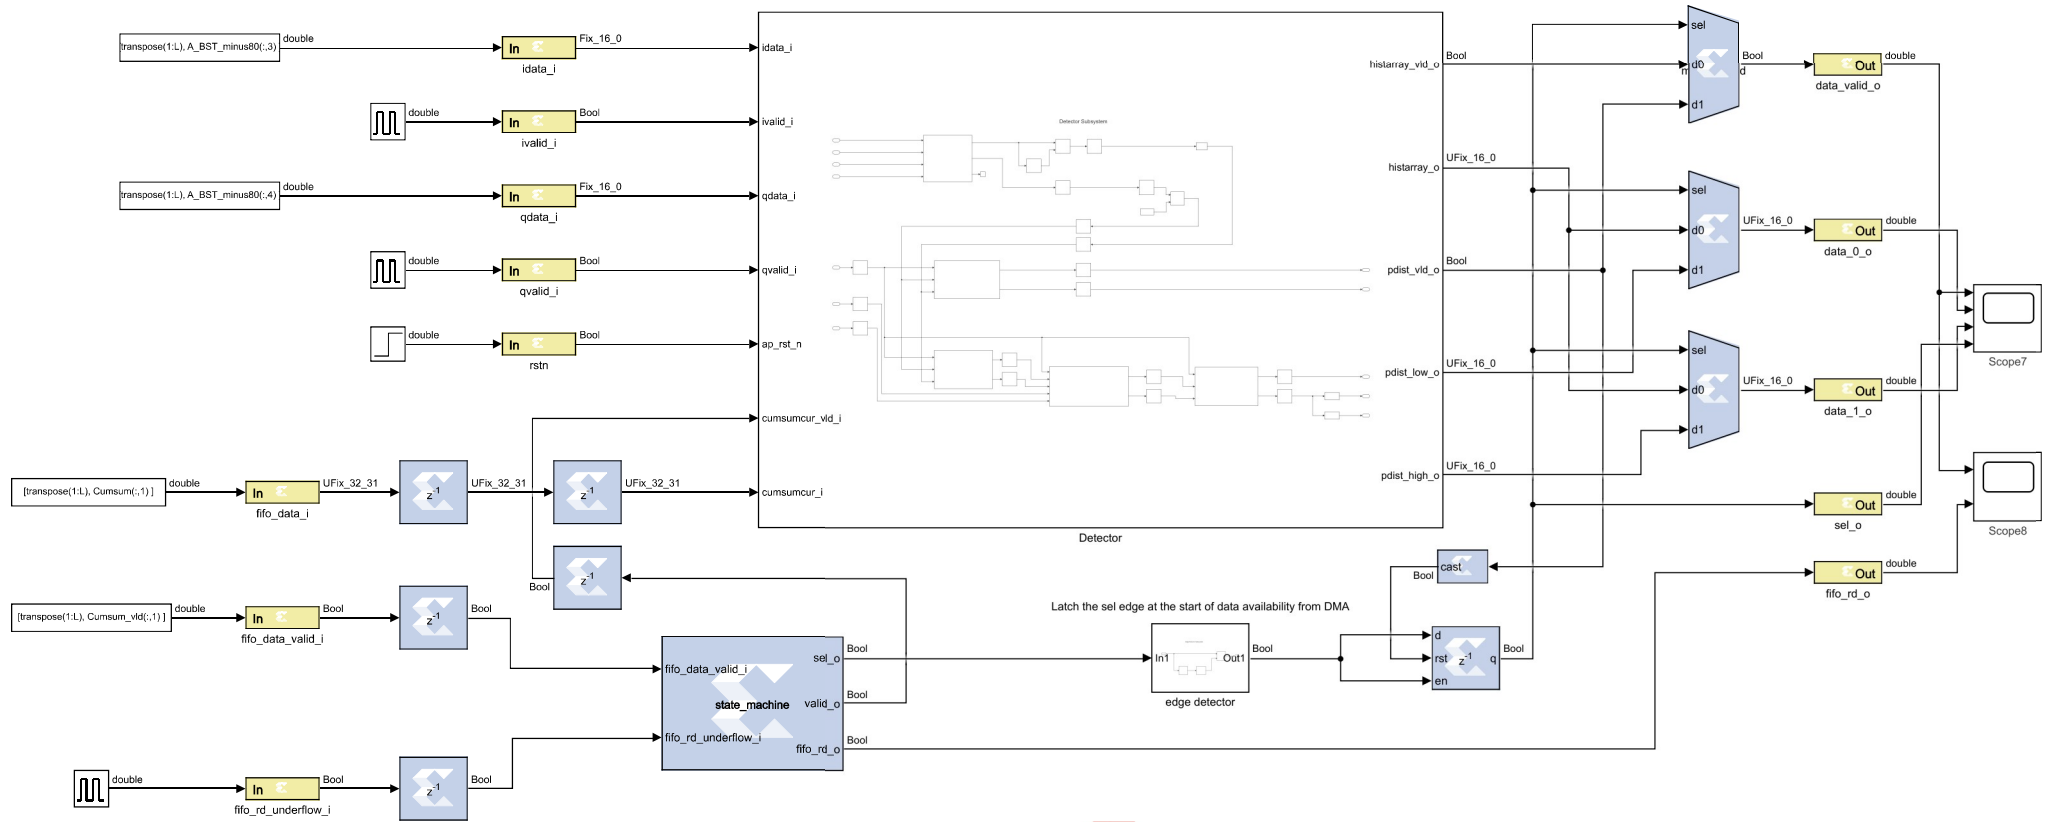 transpose(1:L), A_BST_minus80(:,3)
double
In
idata_i
Fix_16_0
idata_i
double
In
ivalid_i
Bool
ivalid_i
transpose(1:L), A_BST_minus80(:,4)
double
In
qdata_i
Fix_16_0
qdata_i
double
In
qvalid_i
Bool
qvalid_i
double
In
rstn
Bool
ap_rst_n
cumsumcur_vld_i
[transpose(1:L), Cumsum(:,1) ]
double
In
fifo_data_i
UFix_32_31
z-1
UFix_32_31
z-1
UFix_32_31
cumsumcur_i
Detector Subsystem
Detector
histarray_vld_o
Bool
histarray_o
UFix_16_0
pdist_vld_o
Bool
pdist_low_o
UFix_16_0
pdist_high_o
UFix_16_0
sel
d0
d1
Bool
Out
data_valid_o
double
sel
d0
d1
UFix_16_0
Out
data_0_o
double
sel
d0
d1
UFix_16_0
Out
data_1_o
double
Scope7
Out
sel_o
double
Scope8
Out
fifo_rd_o
double
z-1
Bool
[transpose(1:L), Cumsum_vld(:,1) ]
double
In
fifo_data_valid_i
Bool
z-1
Bool
double
In
fifo_rd_underflow_i
Bool
z-1
Bool
fifo_data_valid_i
fifo_rd_underflow_i
state_machine
sel_o
valid_o
fifo_rd_o
Bool
Bool
Bool
Latch the sel edge at the start of data availability from DMA
In1
Out1
edge detector
Bool
cast
Bool
d
rst
en
z-1
q
Bool